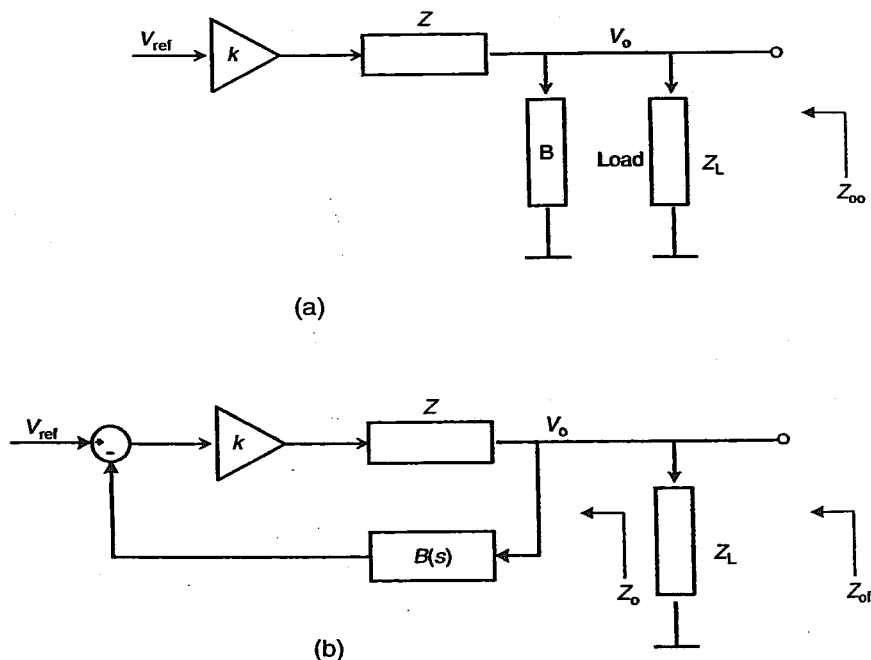 Z
V_ref
k
V_o
B
Load
Z_L
Z_oo
(a)
V_ref
+
-
k
Z
V_o
B(s)
Z_o
Z_L
Z_of
(b)